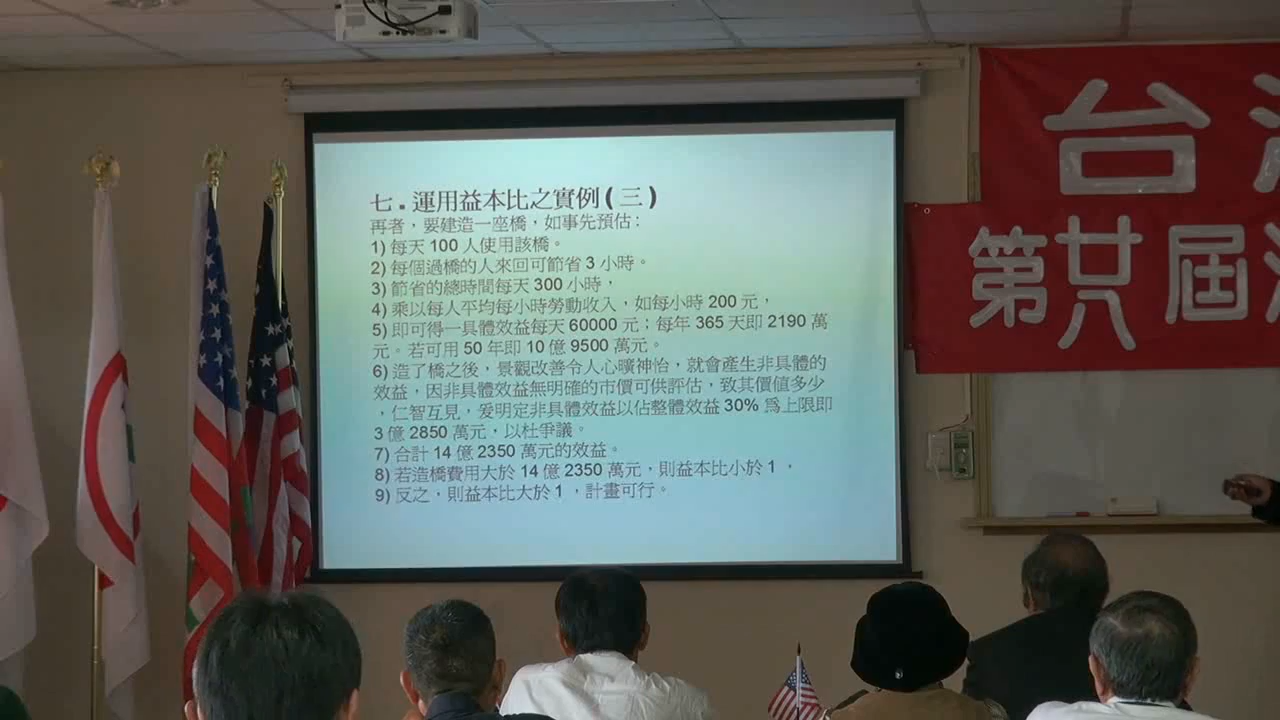 七 . 運用益本比之實例 ( 三 )
再者，要建造一座橋，如事先預估：
1) 每天 100 人使用該橋。
2) 每個過橋的人來回可節省 3 小時。
3) 節省的總時間每天 300 小時，
4) 乘以每人平均每小時勞動收入，如每小時 200 元，
5) 即可得一具體效益每天 60000 元；每年 365 天即 2190 萬
元。若可用 50 年即 10 億 9500 萬元。
6) 造了橋之後，景觀改善令人心曠神怡，就會產生非具體的
效益，因非具體效益無明確的市價可供評估，致其價值多少
，仁智互見，爰明定非具體效益以佔整體效益 30% 爲上限即
3 億 2850 萬元，以杜爭議。
7) 合計 14 億 2350 萬元的效益。
8) 若造橋費用大於 14 億 2350 萬元，則益本比小於 1 ，
9) 反之，則益本比大於 1 ，計畫可行。
台
第廿八屆